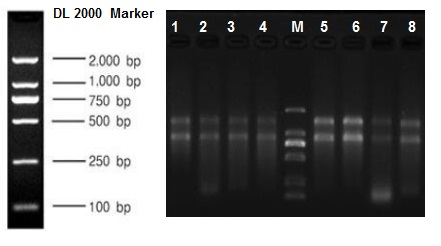 DL 2000 Marker
2,000 bp
1,000 bp
750 bp
500 bp
250 bp
100 bp
1 2 3 4 M 5 6 7 8